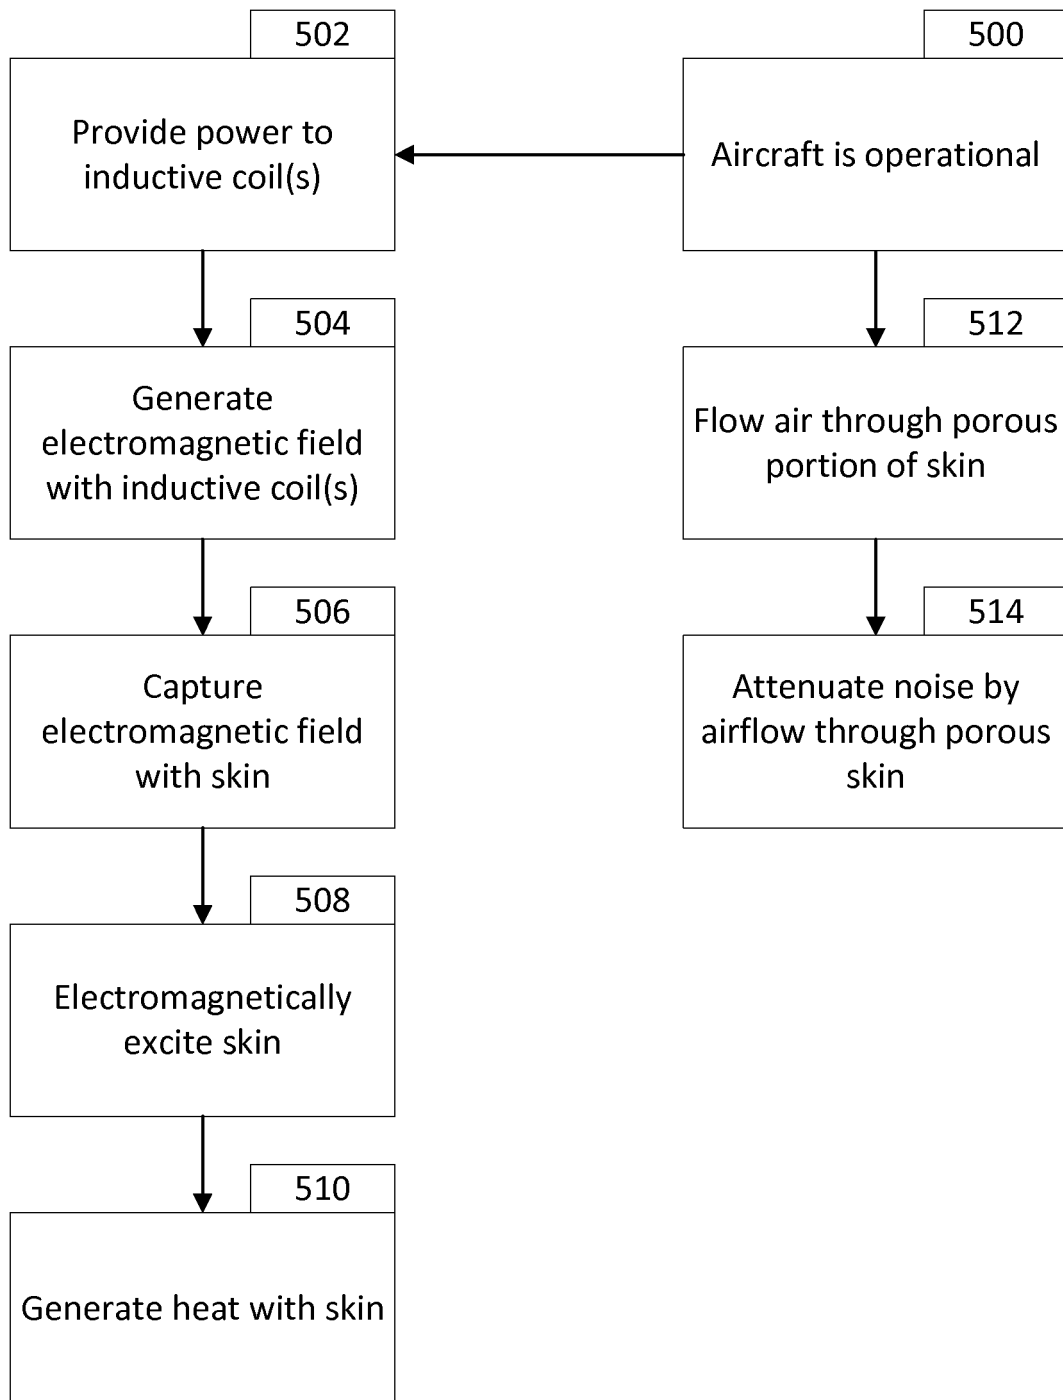 502
Provide power to
inductive coil(s)
500
Aircraft is operational
504
Generate
electromagnetic field
with inductive coil(s)
512
Flow air through porous
portion of skin
506
Capture
electromagnetic field
with skin
514
Attenuate noise by
airflow through porous
skin
508
Electromagnetically
excite skin
510
Generate heat with skin